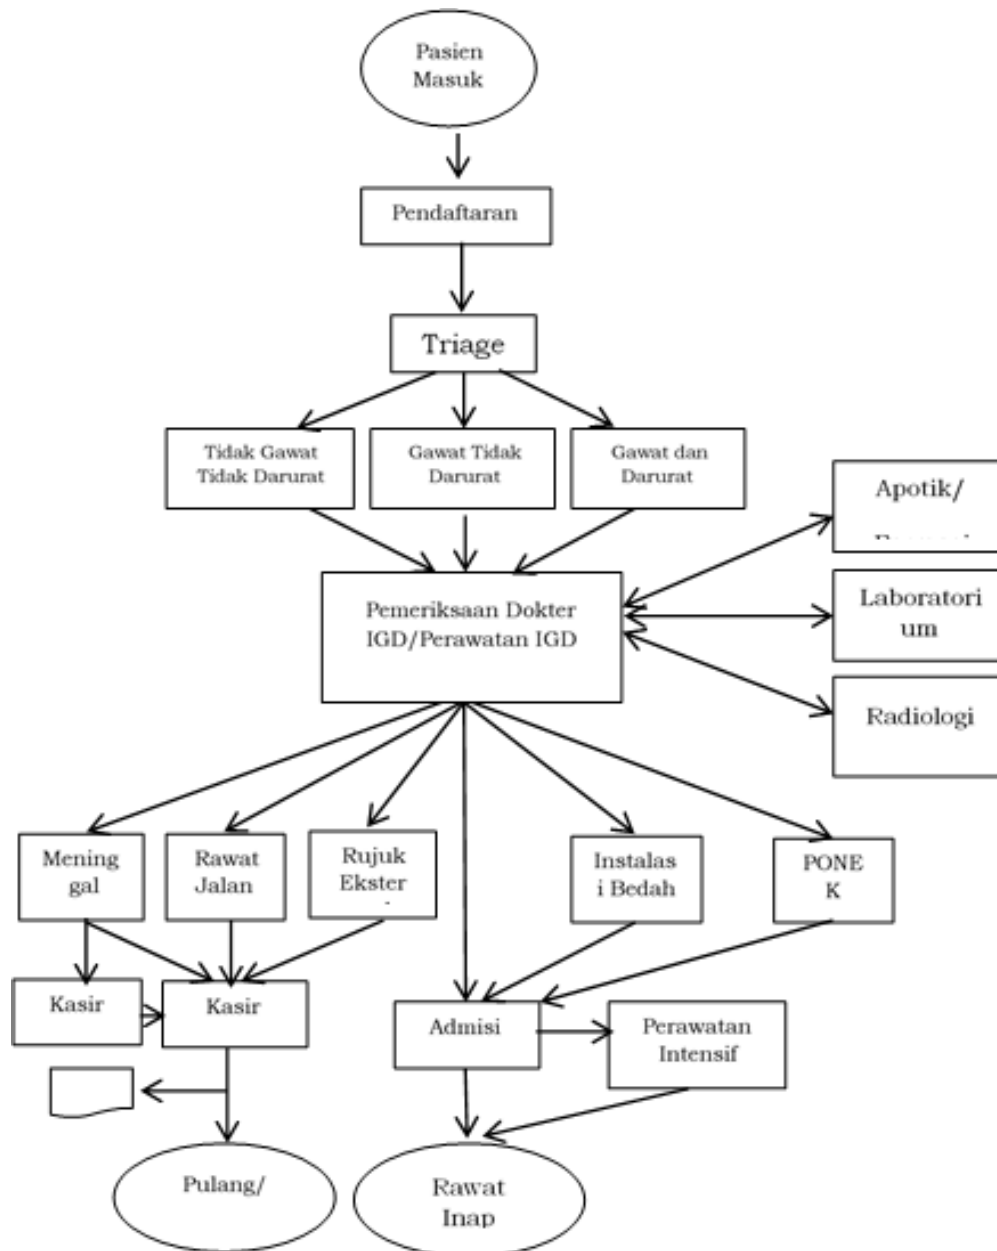 Pasien
Masuk
Pendaftaran
Triage
Tidak Gawat
Tidak Darurat
Gawat Tidak
Darurat
Gawat dan
Darurat
Apotik/
Pemeriksaan Dokter
IGD/Perawatan IGD
Laboratori
um
Radiologi
Mening
gal
Rawat
Jalan
Rujuk
Ekster
Instalas
i Bedah
PONE
K
Kasir
Kasir
Admisi
Perawatan
Intensif
Pulang/
Rawat
Inap